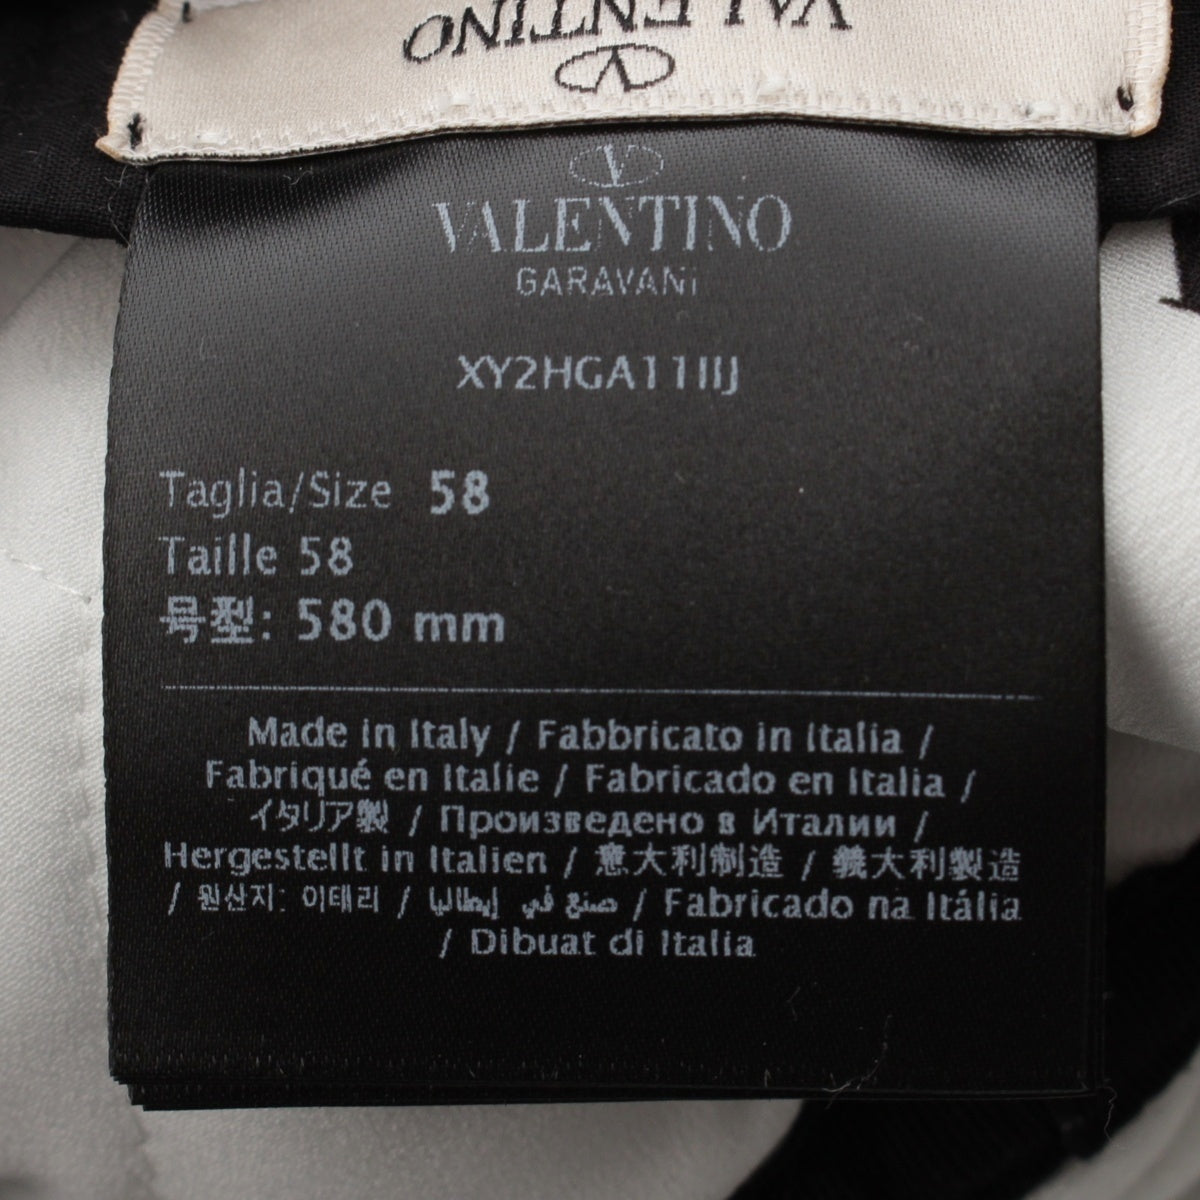 VALENTINO
V
V
VALENTINO
GARAVANI
XY2HGA11IIJ
Taglia/Size 58
Taille 58
号型: 580 mm
Made in Italy / Fabbricato in Italia /
Fabriqué en Italie / Fabricado en Italia /
イタリア製 / Произведено в Италии /
Hergestellt in Italien / 意大利制造 / 義大利製造
/ 원산지: 이태리 / صنع في إيطاليا / Fabricado na Itália
/ Dibuat di Italia